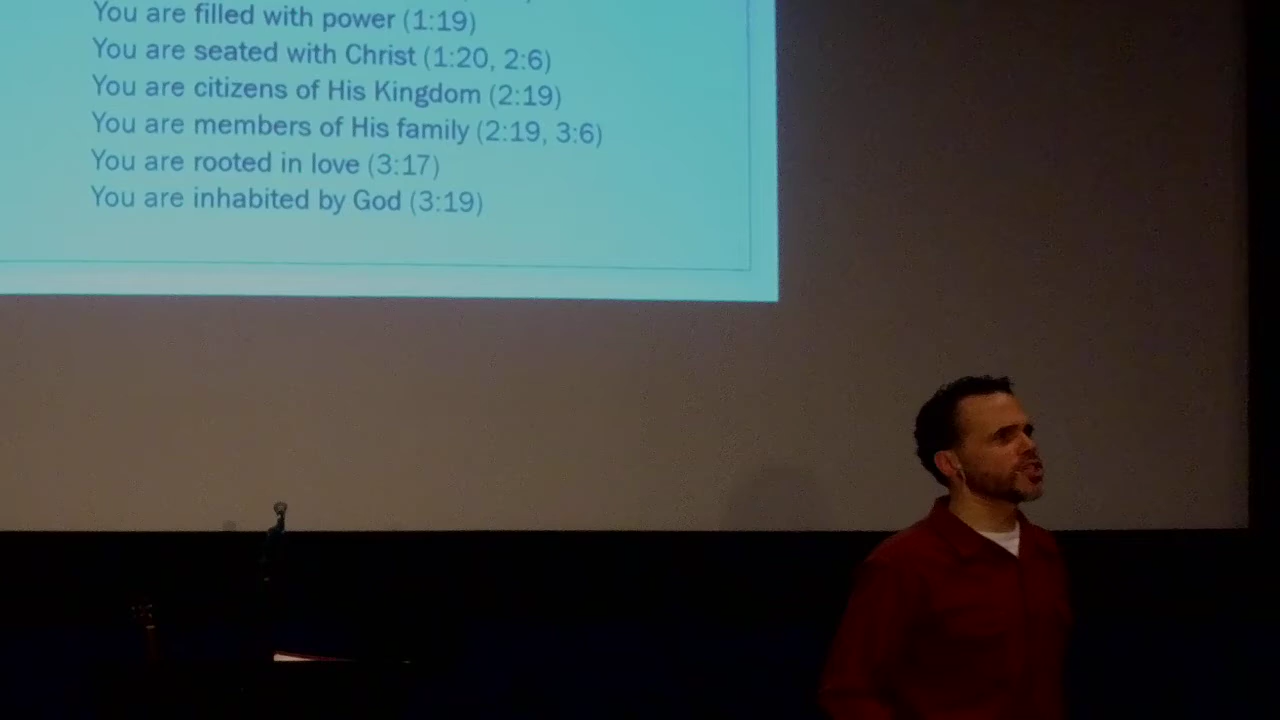 You are filled with power (1:19)
You are seated with Christ (1:20, 2:6)
You are citizens of His Kingdom (2:19)
You are members of His family (2:19, 3:6)
You are rooted in love (3:17)
You are inhabited by God (3:19)